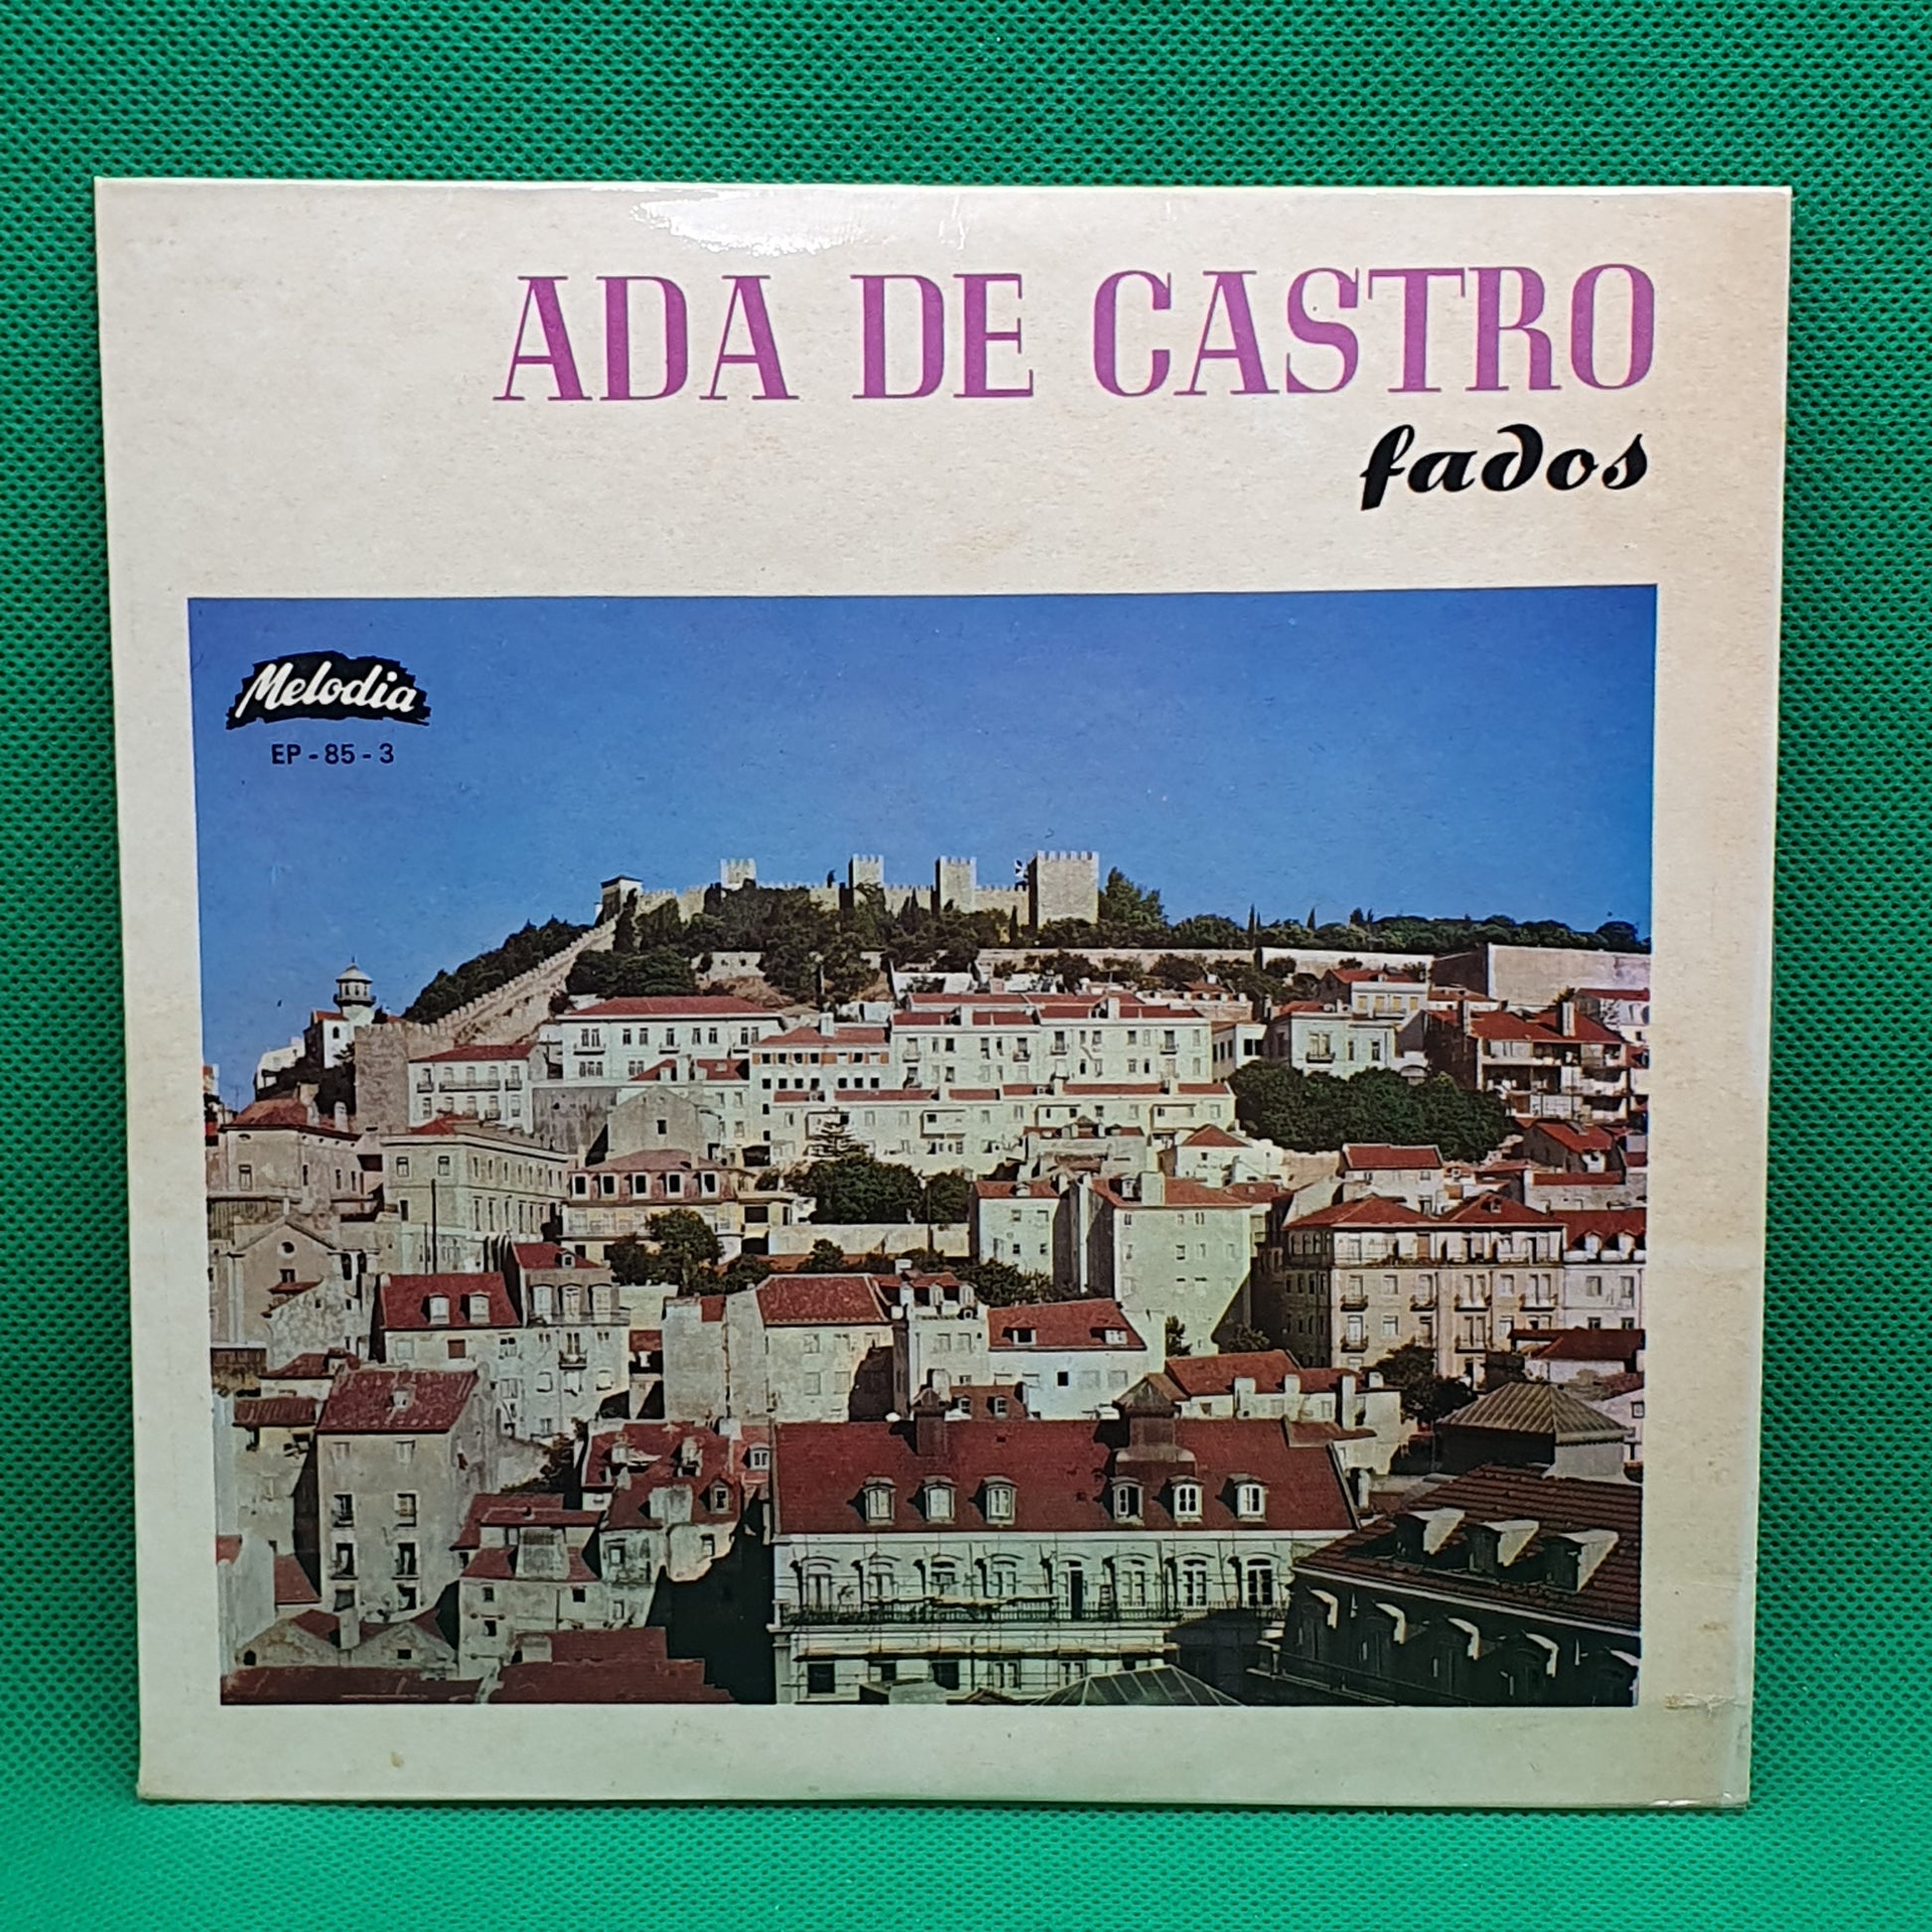 ADA DE CASTRO
fados
Melodia
EP - 85 - 3